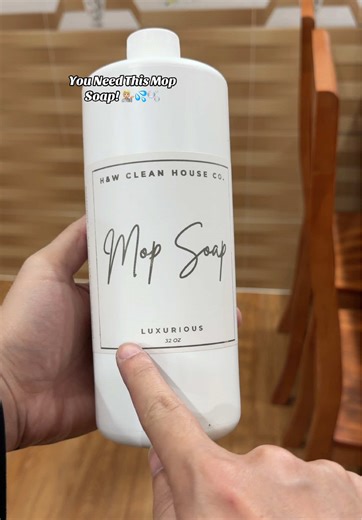 You Need This Mop
Soap! 🧖🏼‍♀️💦🫧
H&W CLEAN HOUSE CO.
Mop Soap
LUXURIOUS
32 OZ